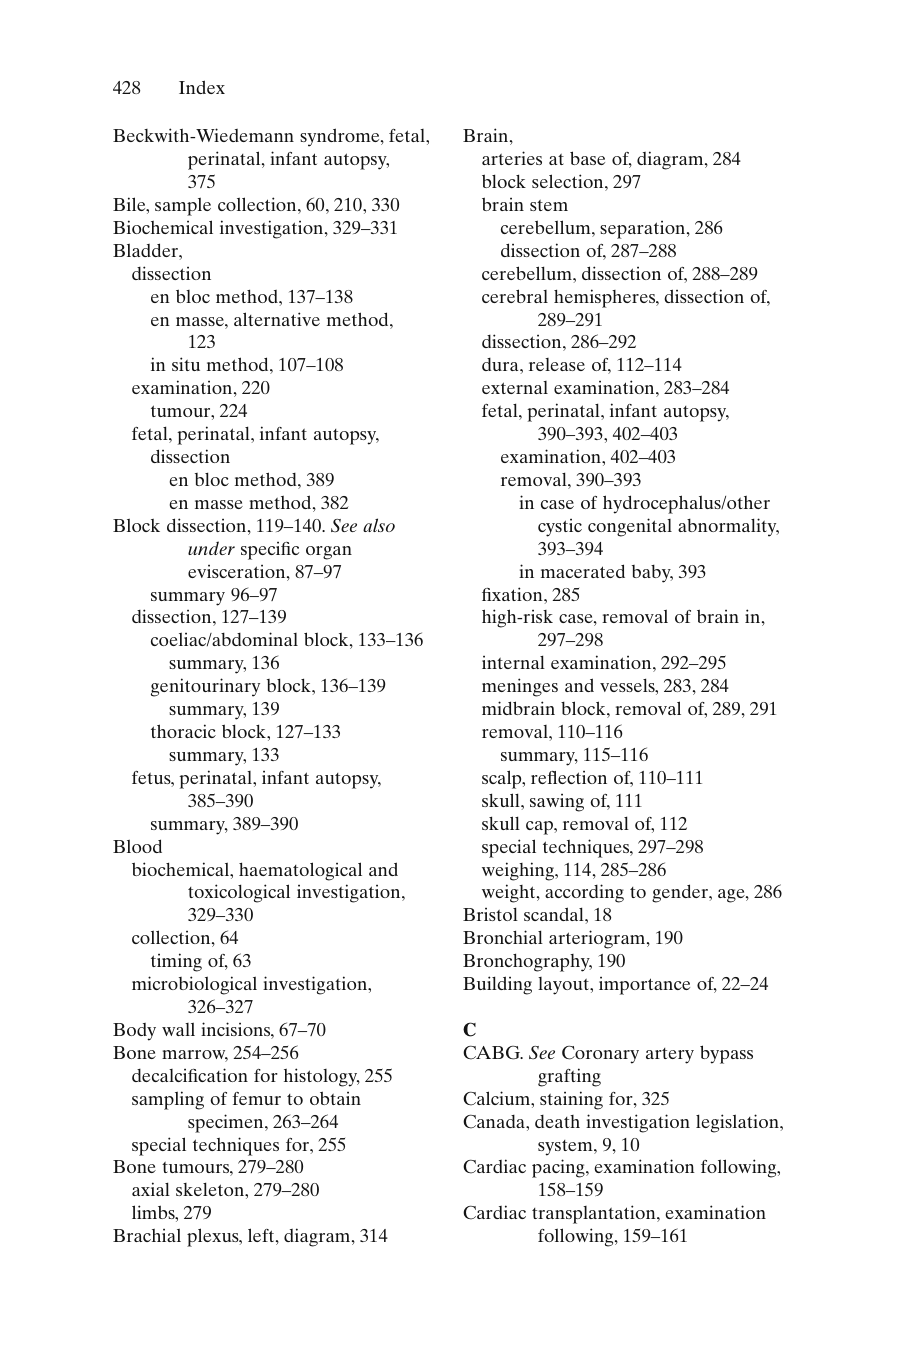 428 Index
Beckwith-Wiedemann syndrome, fetal,
perinatal, infant autopsy,
375
Bile, sample collection, 60, 210, 330
Biochemical investigation, 329–331
Bladder,
dissection
en bloc method, 137–138
en masse, alternative method,
123
in situ method, 107–108
examination, 220
tumour, 224
fetal, perinatal, infant autopsy,
dissection
en bloc method, 389
en masse method, 382
Block dissection, 119–140. See also
under specific organ
evisceration, 87–97
summary 96–97
dissection, 127–139
coeliac/abdominal block, 133–136
summary, 136
genitourinary block, 136–139
summary, 139
thoracic block, 127–133
summary, 133
fetus, perinatal, infant autopsy,
385–390
summary, 389–390
Blood
biochemical, haematological and
toxicological investigation,
329–330
collection, 64
timing of, 63
microbiological investigation,
326–327
Body wall incisions, 67–70
Bone marrow, 254–256
decalcification for histology, 255
sampling of femur to obtain
specimen, 263–264
special techniques for, 255
Bone tumours, 279–280
axial skeleton, 279–280
limbs, 279
Brachial plexus, left, diagram, 314
Brain,
arteries at base of, diagram, 284
block selection, 297
brain stem
cerebellum, separation, 286
dissection of, 287–288
cerebellum, dissection of, 288–289
cerebral hemispheres, dissection of,
289–291
dissection, 286–292
dura, release of, 112–114
external examination, 283–284
fetal, perinatal, infant autopsy,
390–393, 402–403
examination, 402–403
removal, 390–393
in case of hydrocephalus/other
cystic congenital abnormality,
393–394
in macerated baby, 393
fixation, 285
high-risk case, removal of brain in,
297–298
internal examination, 292–295
meninges and vessels, 283, 284
midbrain block, removal of, 289, 291
removal, 110–116
summary, 115–116
scalp, reflection of, 110–111
skull, sawing of, 111
skull cap, removal of, 112
special techniques, 297–298
weighing, 114, 285–286
weight, according to gender, age, 286
Bristol scandal, 18
Bronchial arteriogram, 190
Bronchography, 190
Building layout, importance of, 22–24
C
CABG. See Coronary artery bypass
grafting
Calcium, staining for, 325
Canada, death investigation legislation,
system, 9, 10
Cardiac pacing, examination following,
158–159
Cardiac transplantation, examination
following, 159–161